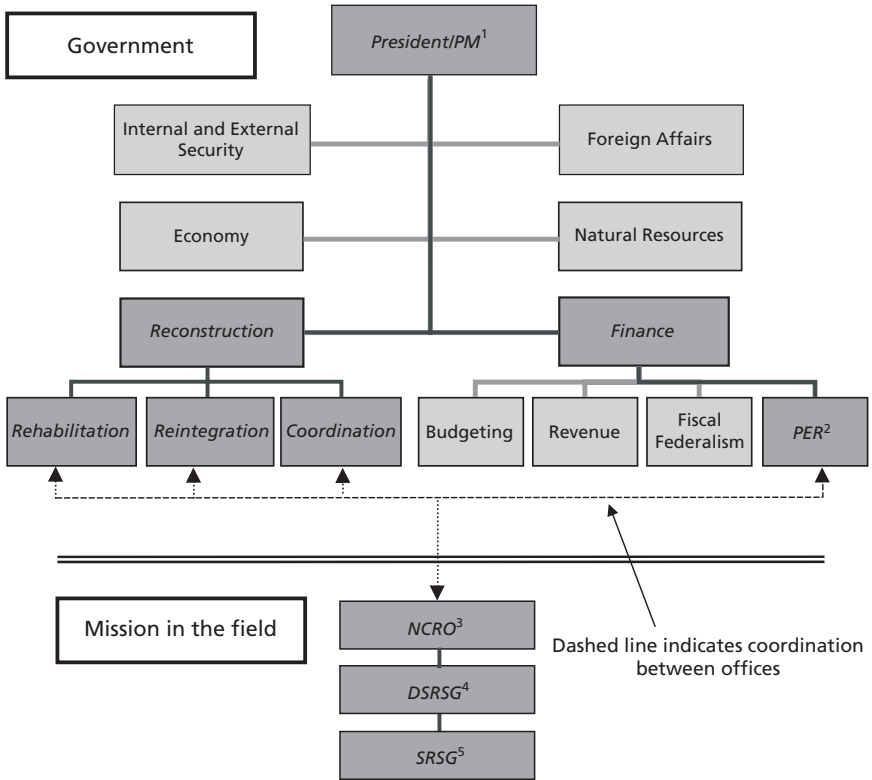 Government
President/PM1
Internal and External
Security
Foreign Affairs
Economy
Natural Resources
Reconstruction
Finance
Rehabilitation
Reintegration
Coordination
Budgeting
Revenue
Fiscal
Federalism
PER2
Mission in the field
NCRO3
Dashed line indicates coordination
between offices
DSRSG4
SRSG5